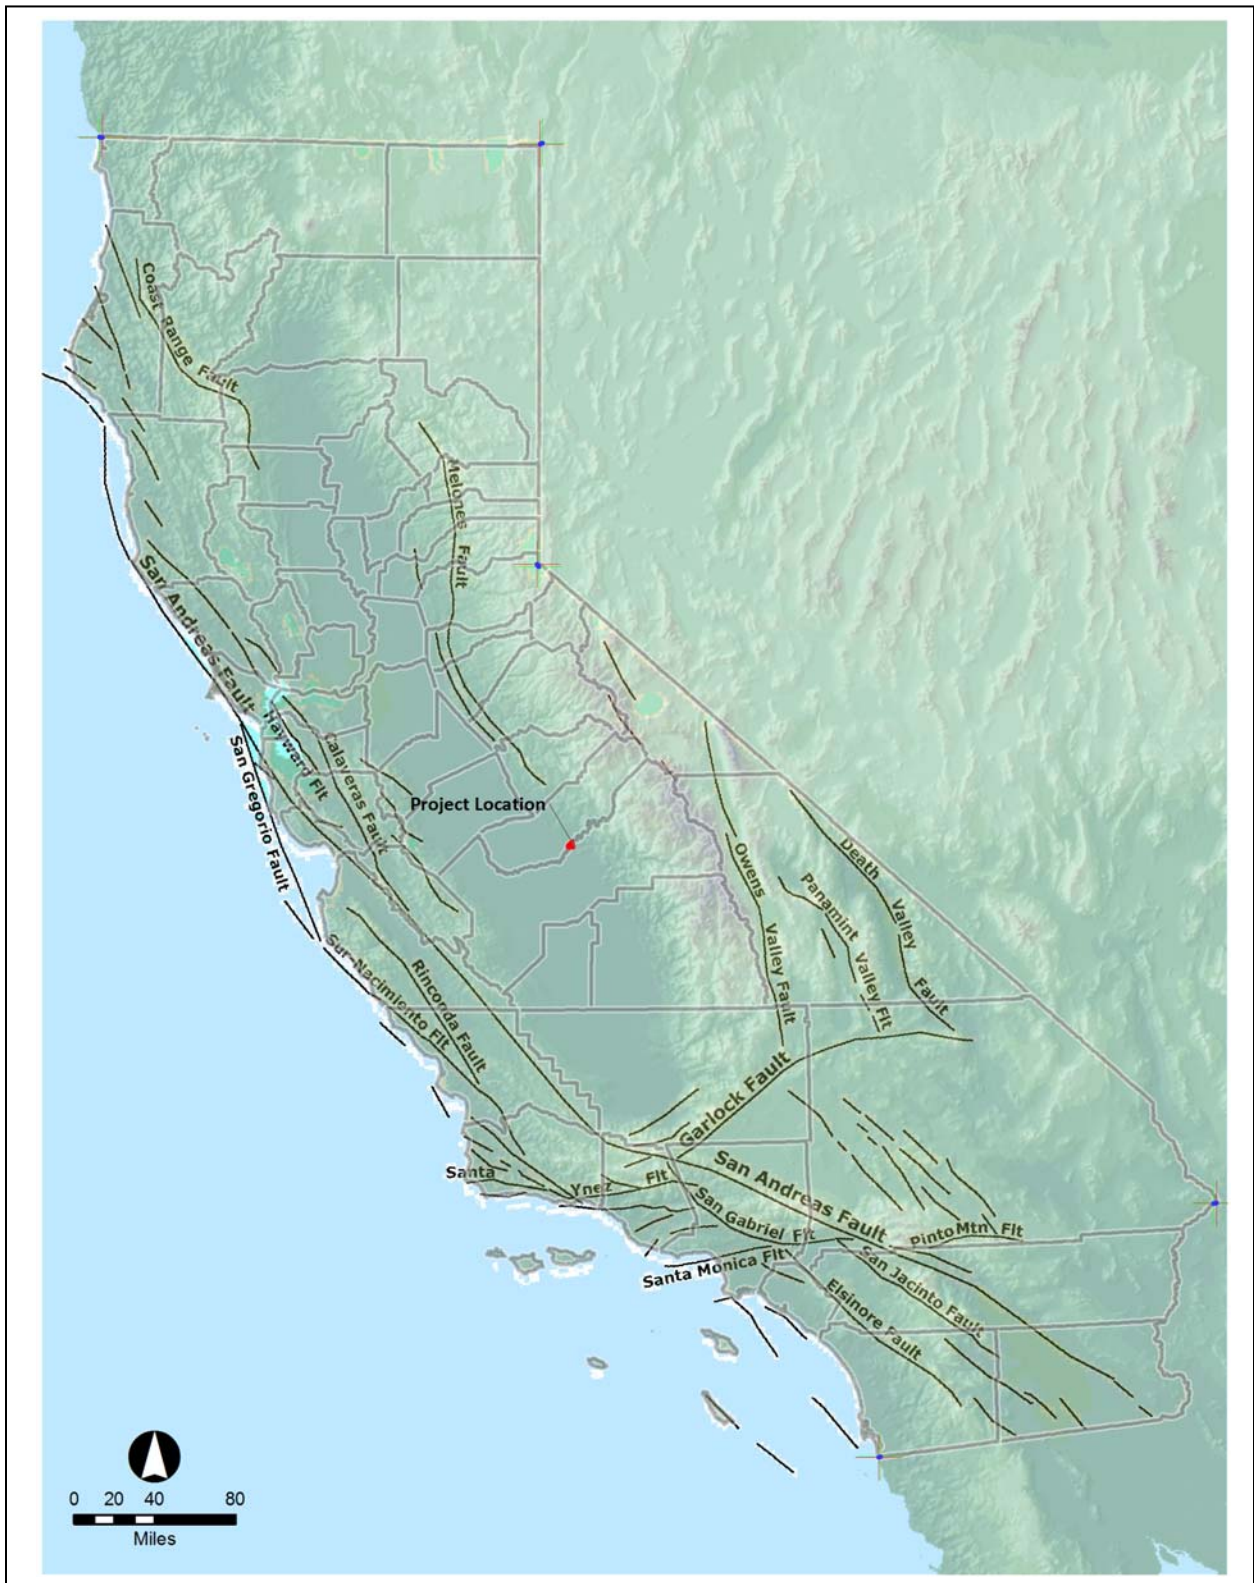 Coast Range Fault
Melones Fault
San Andreas Fault
Hayward Flt
Calaveras Fault
San Gregorio Fault
Project Location
Death Valley Fault
Owens Valley Fault
Panamint Valley Flt
Sur-Nacimiento Flt
Rinconda Fault
Garlock Fault
San Andreas Fault
Santa Ynez Flt
San Gabriel Flt
Pinto Mtn Flt
Santa Monica Flt
San Jacinto Fault
Elsinore Fault
0 20 40 80
Miles